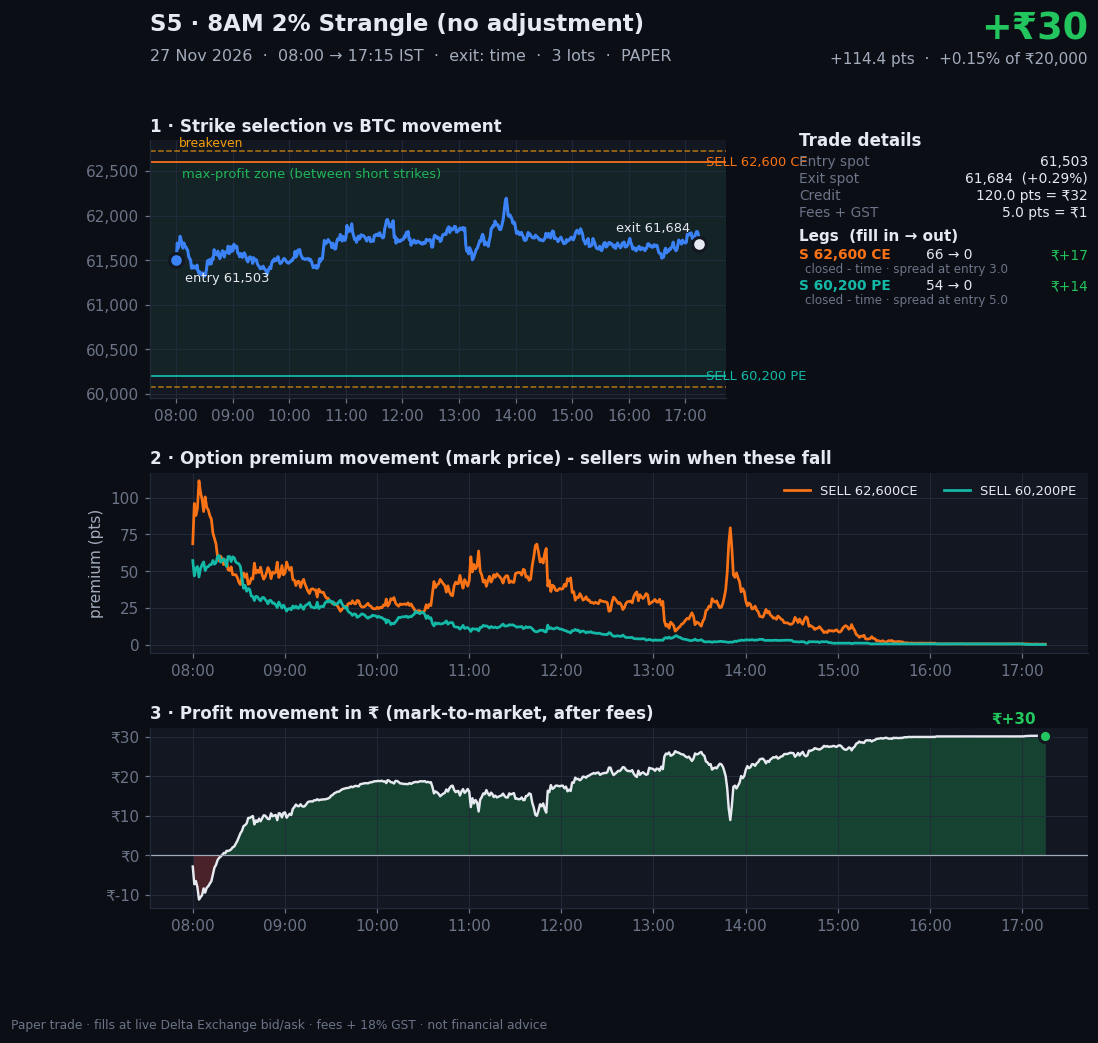 S5 · 8AM 2% Strangle (no adjustment)
+₹30
27 Nov 2026 · 08:00 → 17:15 IST · exit: time · 3 lots · PAPER
+114.4 pts · +0.15% of ₹20,000
1 · Strike selection vs BTC movement
breakeven
SELL 62,600 CE
max-profit zone (between short strikes)
exit 61,684
entry 61,503
SELL 60,200 PE
62,500
62,000
61,500
61,000
60,500
60,000
08:00 09:00 10:00 11:00 12:00 13:00 14:00 15:00 16:00 17:00
Trade details
Entry spot 61,503
Exit spot 61,684 (+0.29%)
Credit 120.0 pts = ₹32
Fees + GST 5.0 pts = ₹1
Legs (fill in → out)
S 62,600 CE 66 → 0 ₹+17
closed - time · spread at entry 3.0
S 60,200 PE 54 → 0 ₹+14
closed - time · spread at entry 5.0
2 · Option premium movement (mark price) - sellers win when these fall
SELL 62,600CE SELL 60,200PE
premium (pts)
100
75
50
25
0
08:00 09:00 10:00 11:00 12:00 13:00 14:00 15:00 16:00 17:00
3 · Profit movement in ₹ (mark-to-market, after fees)
₹+30
₹30
₹20
₹10
₹0
₹-10
08:00 09:00 10:00 11:00 12:00 13:00 14:00 15:00 16:00 17:00
Paper trade · fills at live Delta Exchange bid/ask · fees + 18% GST · not financial advice